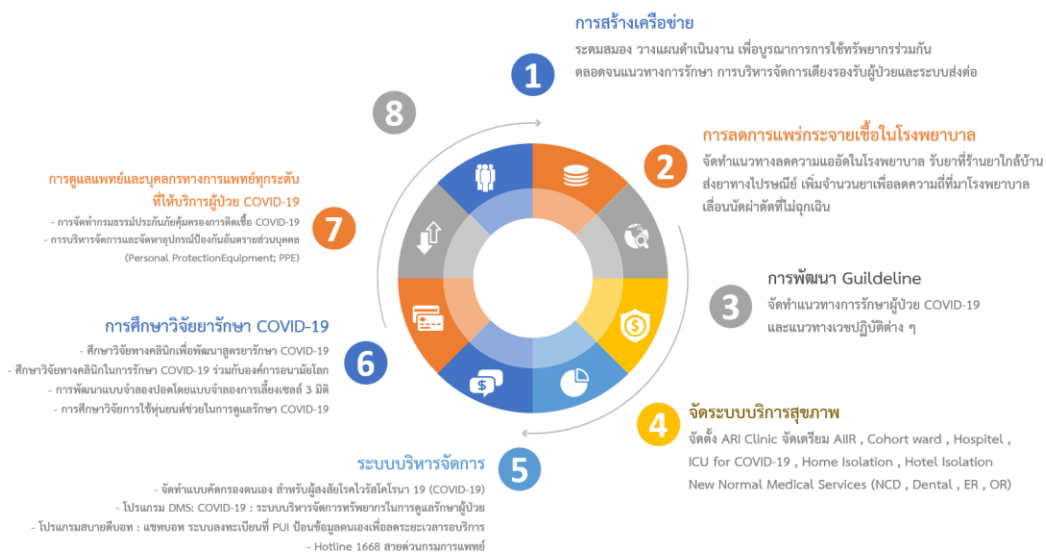 1
การสร้างเครือข่าย
ระดมสมอง วางแผนดำเนินงาน เพื่อบูรณาการการใช้ทรัพยากรร่วมกัน
ตลอดจนแนวทางการรักษา การบริหารจัดการเตียงรองรับผู้ป่วยและระบบส่งต่อ
2
การลดการแพร่กระจายเชื้อในโรงพยาบาล
จัดทำแนวทางลดความแออัดในโรงพยาบาล รับยาที่ร้านยาใกล้บ้าน
ส่งยาทางไปรษณีย์ เพิ่มจำนวนยาเพื่อลดความถี่ที่มาโรงพยาบาล
เลื่อนนัดผ่าตัดที่ไม่ฉุกเฉิน
3
การพัฒนา Guildeline
จัดทำแนวทางการรักษาผู้ป่วย COVID-19
และแนวทางเวชปฏิบัติต่าง ๆ
4
จัดระบบบริการสุขภาพ
จัดตั้ง ARI Clinic จัดเตรียม AIIR , Cohort ward , Hospitel ,
ICU for COVID-19 , Home Isolation , Hotel Isolation
New Normal Medical Services (NCD , Dental , ER , OR)
5
ระบบบริหารจัดการ
- จัดทำแบบคัดกรองตนเอง สำหรับผู้สงสัยโรคไวรัสโคโรนา 19 (COVID-19)
- โปรแกรม DMS: COVID-19 : ระบบบริหารจัดการทรัพยากรในการดูแลรักษาผู้ป่วย
- โปรแกรมสบายดีบอท : แชทบอท ระบบลงทะเบียนที่ PUI ป้อนข้อมูลตนเองเพื่อลดระยะเวลารอบริการ
- Hotline 1668 สายด่วนกรมการแพทย์
6
การศึกษาวิจัยยารักษา COVID-19
- ศึกษาวิจัยทางคลินิกเพื่อพัฒนาสูตรยารักษา COVID-19
- ศึกษาวิจัยทางคลินิกในการรักษา COVID-19 ร่วมกับองค์การอนามัยโลก
- การพัฒนาแบบจำลองปอดโดยแบบจำลองการเลี้ยงเซลล์ 3 มิติ
- การศึกษาวิจัยการใช้หุ่นยนต์ช่วยในการดูแลรักษา COVID-19
7
การดูแลแพทย์และบุคลากรทางการแพทย์ทุกระดับ
ที่ให้บริการผู้ป่วย COVID-19
- การจัดทำกรมธรรม์ประกันภัยคุ้มครองการติดเชื้อ COVID-19
- การบริหารจัดการและจัดหาอุปกรณ์ป้องกันอันตรายส่วนบุคคล
(Personal ProtectionEquipment; PPE)
8